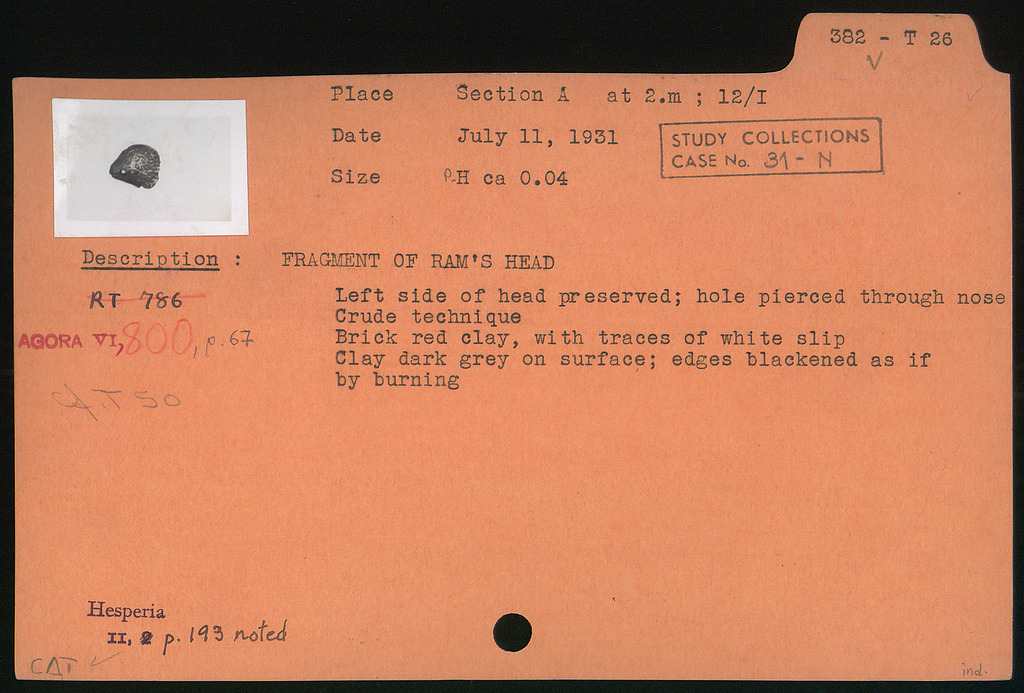 382 - T 26
Place Section A at 2.m ; 12/I
Date July 11, 1931
STUDY COLLECTIONS
CASE No. 31 - N
Size P.H ca 0.04
Description : FRAGMENT OF RAM'S HEAD
RT 786
Left side of head preserved; hole pierced through nose
Crude technique
AGORA VI, 800, p. 67
Brick red clay, with traces of white slip
Clay dark grey on surface; edges blackened as if
by burning
T 50
Hesperia
II, 2 p. 193 noted
CAT
ind.